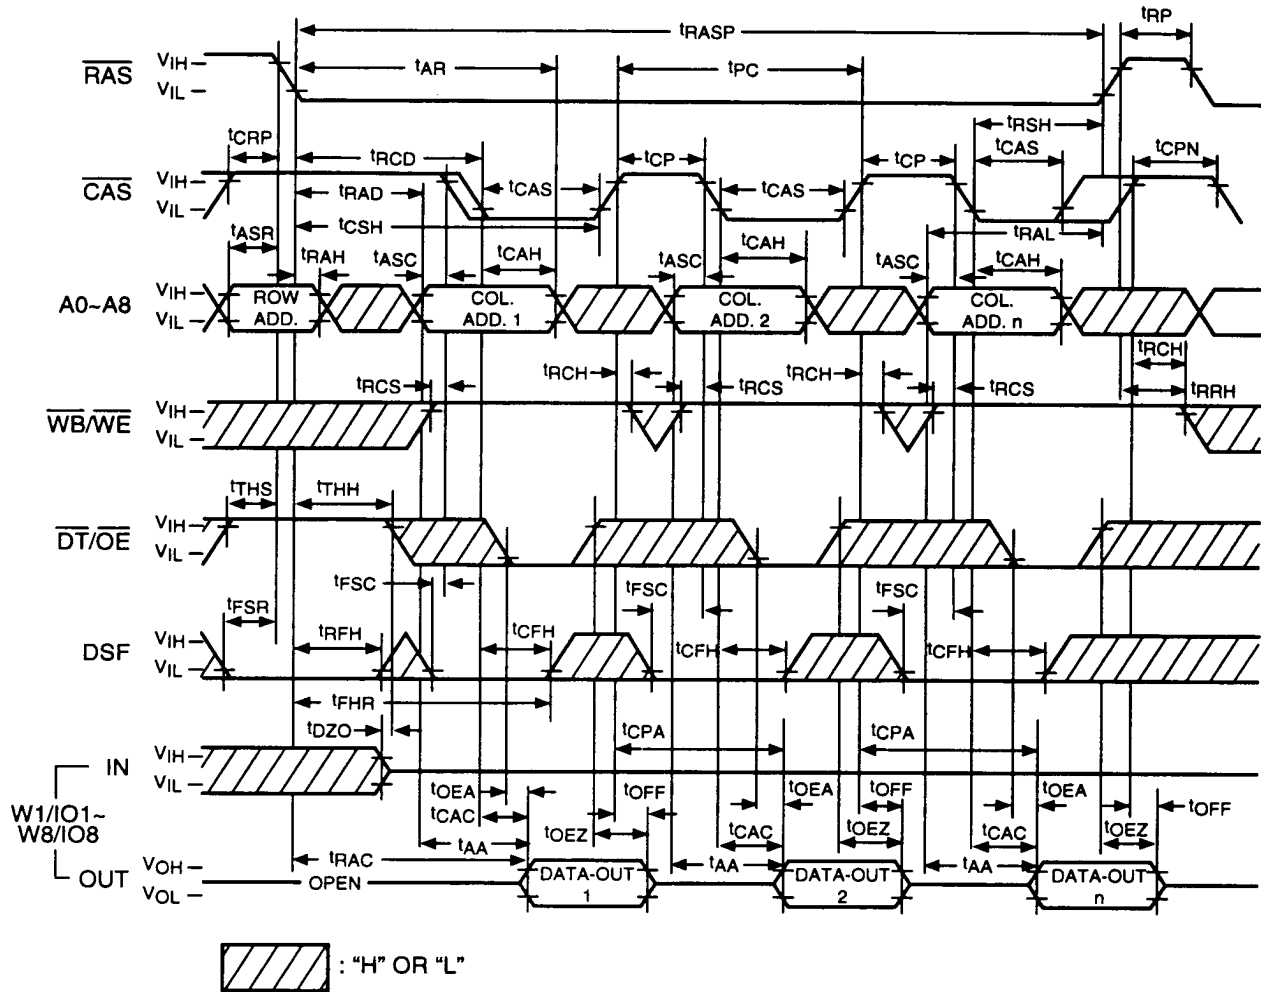 tRASP tRP
RAS VIH VIL tAR tPC
tCRP tRCD tCP tCP tRSH tCAS tCPN
CAS VIH VIL tRAD tCAS tCAS
tCSH tRAL
tASR tRAH tASC tCAH tASC tCAH tASC tCAH
A0~A8 VIH VIL ROW ADD. COL. ADD. 1 COL. ADD. 2 COL. ADD. n
tRCS tRCH tRCS tRCH tRCS tRCH tRRH
WB/WE VIH VIL
tTHS tTHH
DT/OE VIH VIL
tFSC tFSC tFSC
tFSR tRFH tCFH tCFH tCFH
DSF VIH VIL
tFHR
tDZO tCPA tCPA
IN VIH VIL
W1/IO1~
W8/IO8
tOEA tOFF tOEA tOFF tOEA tOFF
tCAC tOEZ tCAC tOEZ tCAC tOEZ
tAA tAA tAA
tRAC
OUT VOH VOL OPEN DATA-OUT 1 DATA-OUT 2 DATA-OUT n
: "H" OR "L"